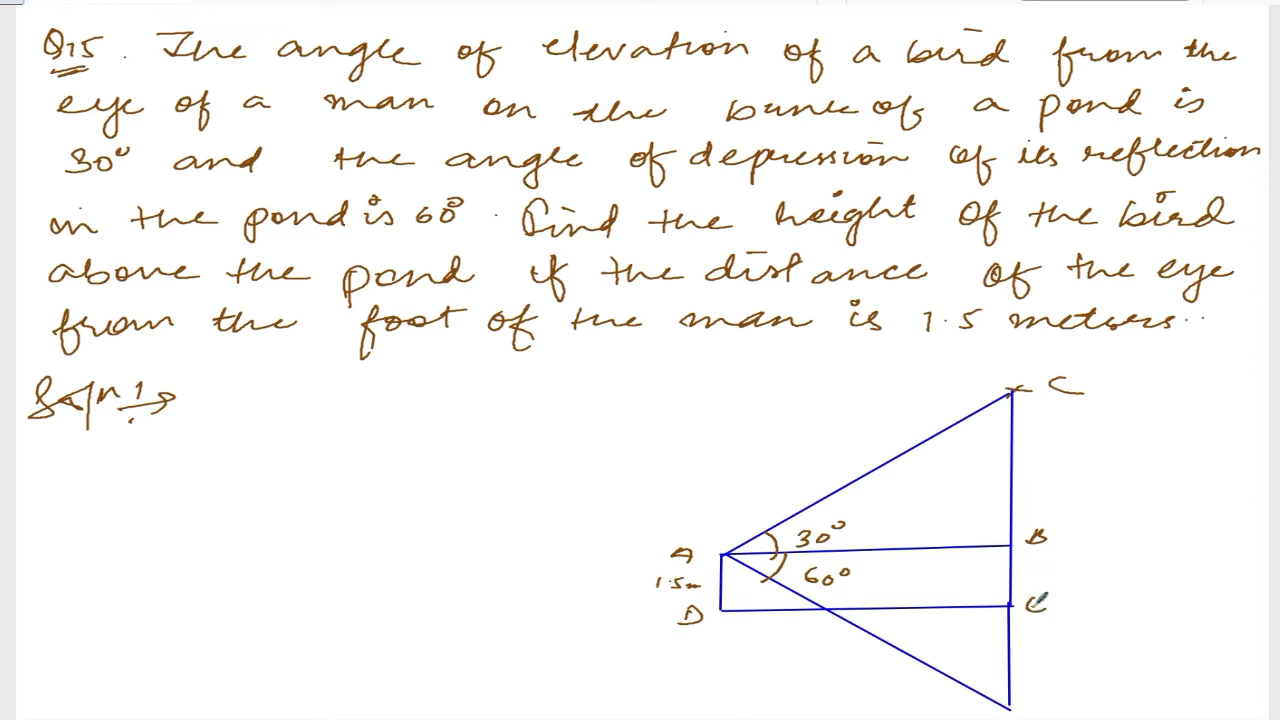 Q15. The angle of elevation of a bird from the
eye of a man on the bank of a pond is
30° and the angle of depression of its reflection
in the pond is 60°. Find the height of the bird
above the pond if the distance of the eye
from the foot of the man is 1.5 meters..
Soln :→
C
30°
A
B
60°
1.5m
D
C